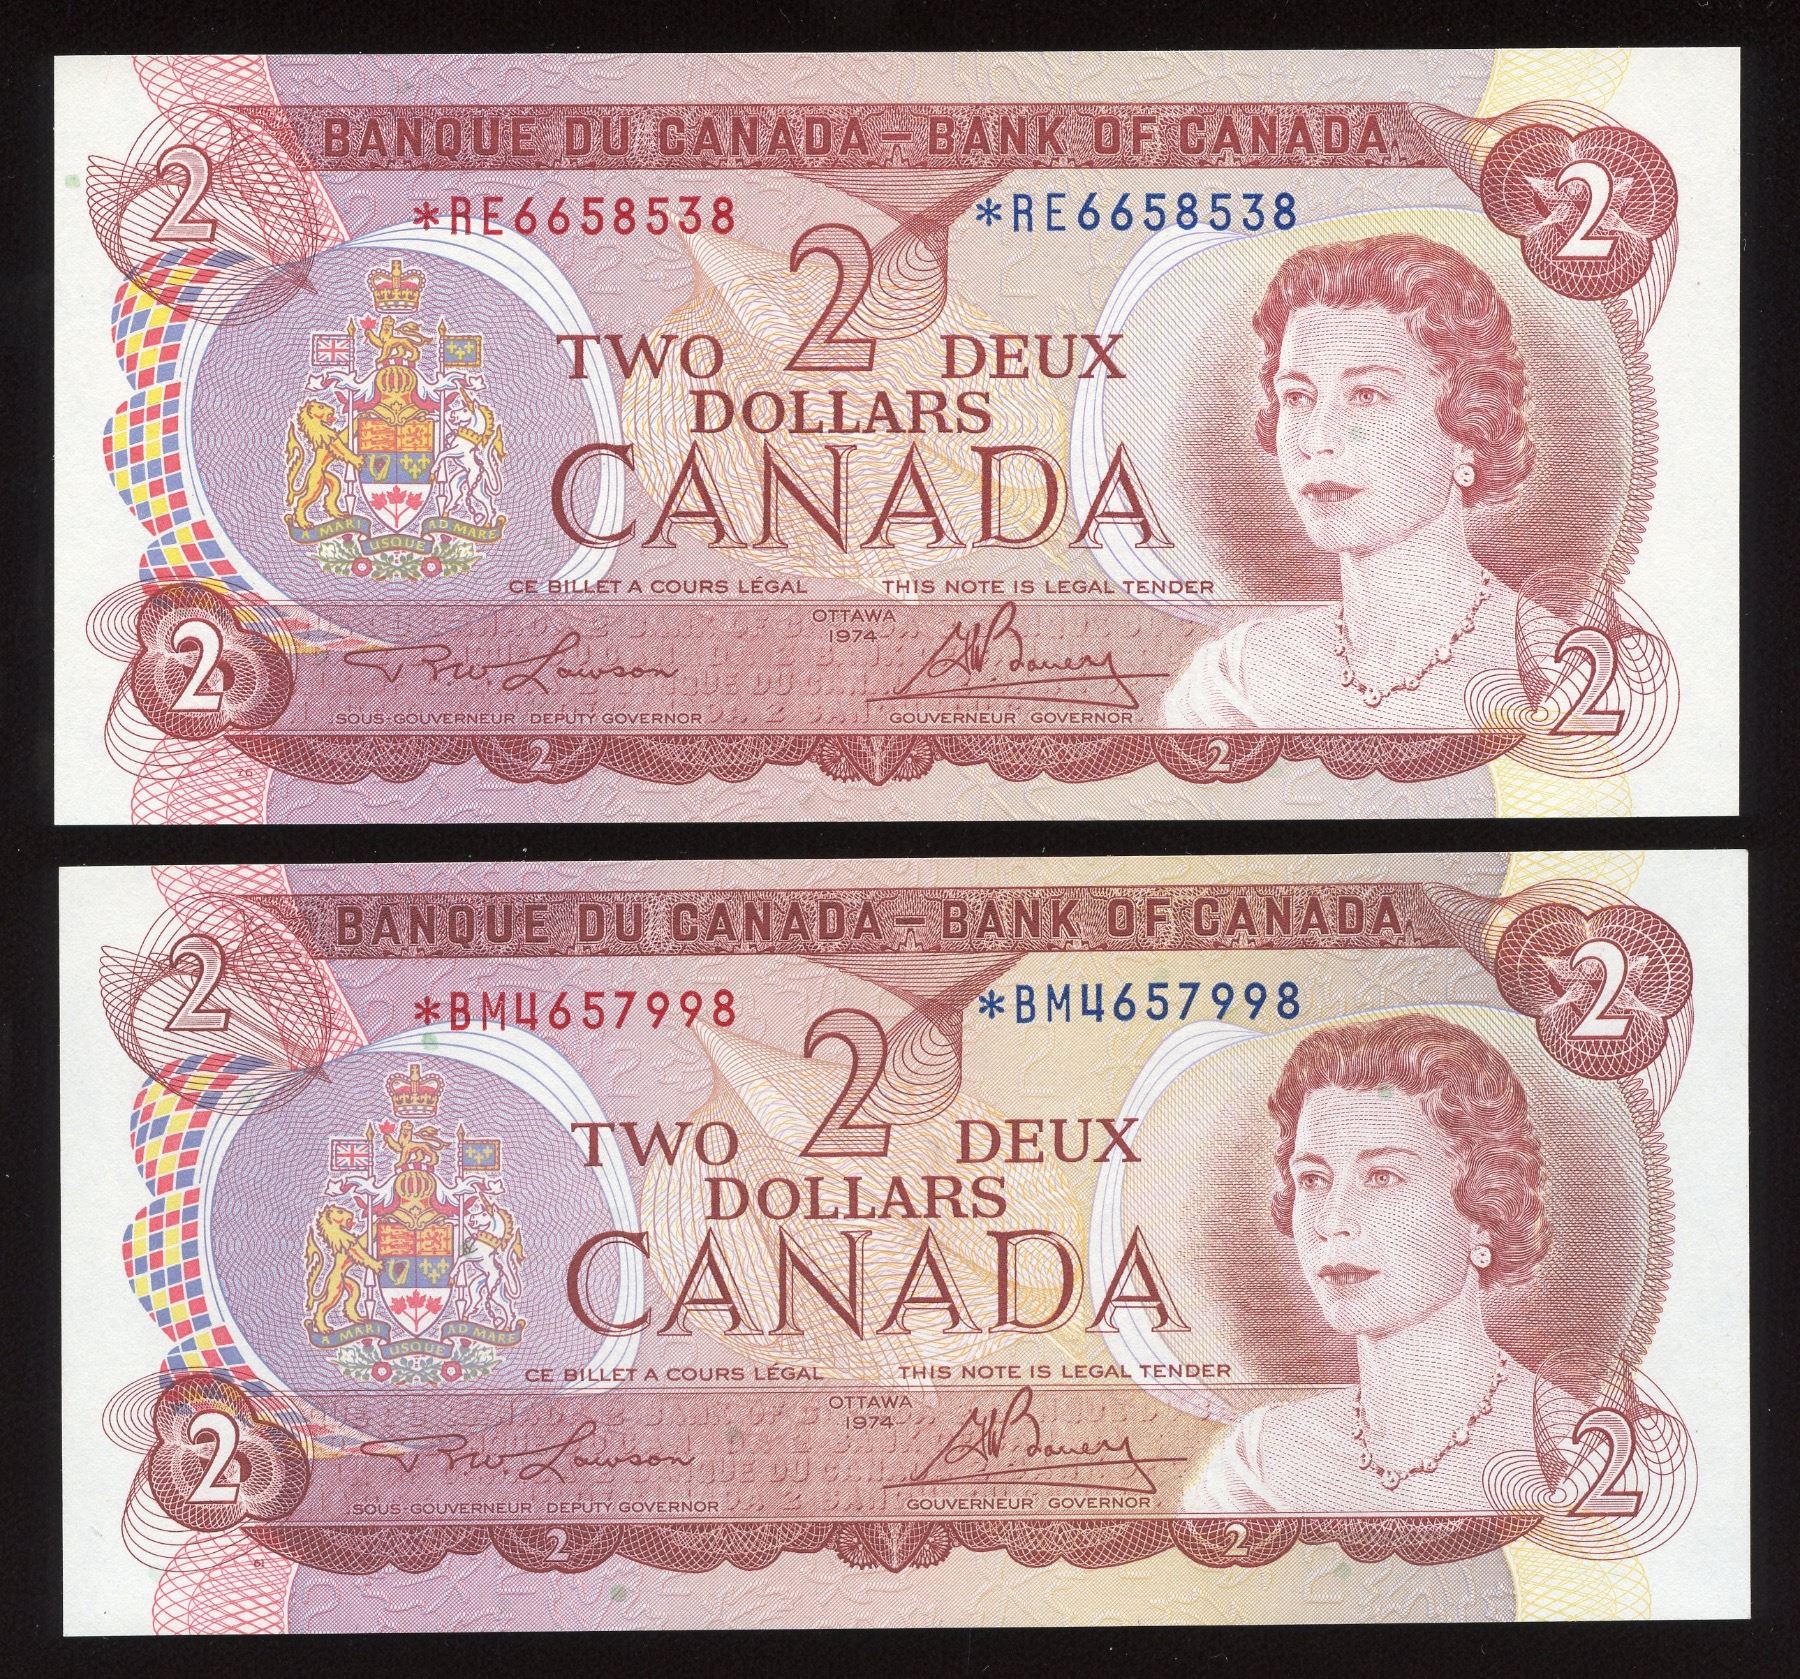 BANQUE DU CANADA — BANK OF CANADA
2 2
*RE6658538 *RE6658538
2
TWO DEUX
DOLLARS
CANADA
A MARI USQUE AD MARE
CE BILLET A COURS LÉGAL THIS NOTE IS LEGAL TENDER
OTTAWA
1974
R.W. Lawson G.K. Bouey
SOUS-GOUVERNEUR DEPUTY GOVERNOR GOUVERNEUR GOVERNOR
2 2
2 2
BANQUE DU CANADA — BANK OF CANADA
2 2
*BM4657998 *BM4657998
2
TWO DEUX
DOLLARS
CANADA
A MARI USQUE AD MARE
CE BILLET A COURS LÉGAL THIS NOTE IS LEGAL TENDER
OTTAWA
1974
R.W. Lawson G.K. Bouey
SOUS-GOUVERNEUR DEPUTY GOVERNOR GOUVERNEUR GOVERNOR
2 2
2 2